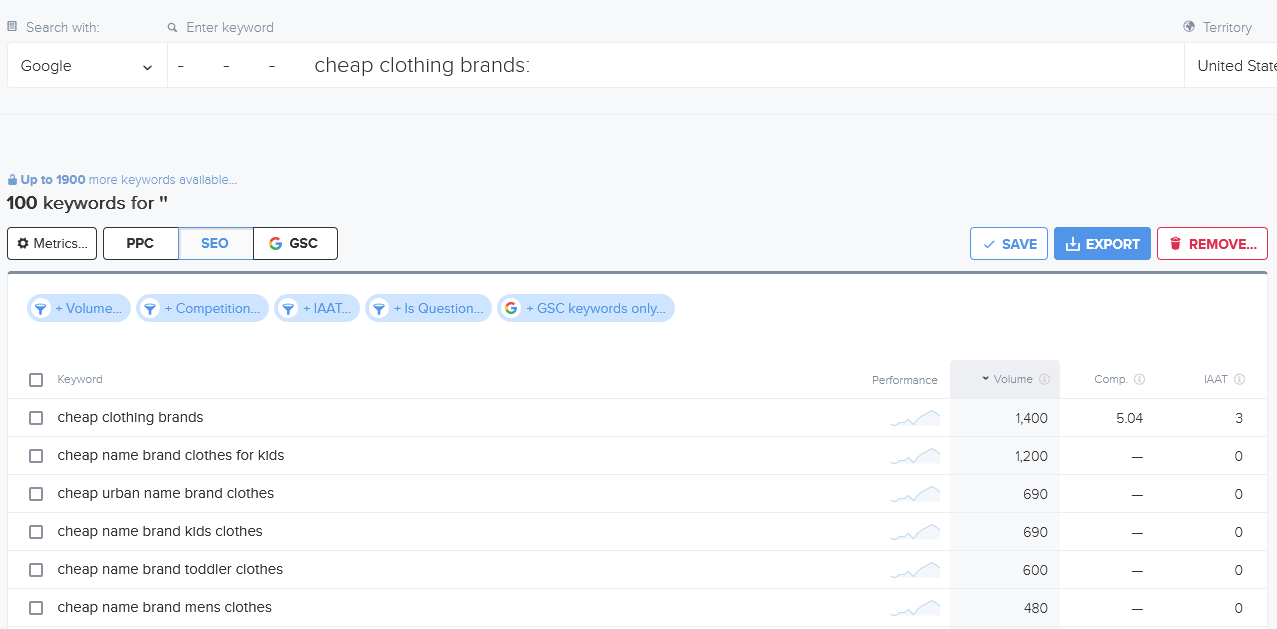 Search with: Enter keyword Territory
Google - - - cheap clothing brands: United State
Up to 1900 more keywords available...
100 keywords for "
Metrics... PPC SEO GSC SAVE EXPORT REMOVE...
+ Volume... + Competition... + IAAT... + Is Question... + GSC keywords only...
Keyword Performance Volume Comp. IAAT
cheap clothing brands 1,400 5.04 3
cheap name brand clothes for kids 1,200 — 0
cheap urban name brand clothes 690 — 0
cheap name brand kids clothes 690 — 0
cheap name brand toddler clothes 600 — 0
cheap name brand mens clothes 480 — 0